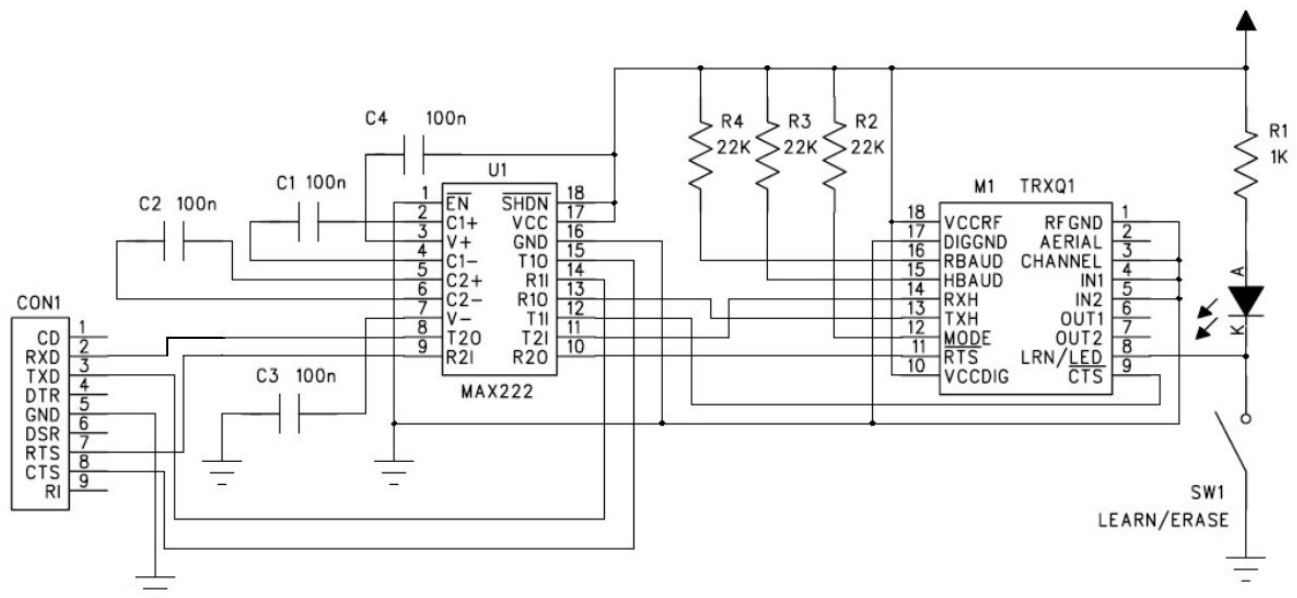 C4 100n
C1 100n
C2 100n
C3 100n
R4
22K
R3
22K
R2
22K
R1
1K
A
K
CON1
CD 1
RXD 2
TXD 3
DTR 4
GND 5
DSR 6
RTS 7
CTS 8
RI 9
U1
1 EN SHDN 18
2 C1+ VCC 17
3 V+ GND 16
4 C1- T1O 15
5 C2+ R1I 14
6 C2- R1O 13
7 V- T1I 12
8 T2O T2I 11
9 R2I R2O 10
MAX222
M1 TRXQ1
18 VCCRF RFGND 1
17 DIGGND AERIAL 2
16 RBAUD CHANNEL 3
15 HBAUD IN1 4
14 RXH IN2 5
13 TXH OUT1 6
12 MODE OUT2 7
11 RTS LRN/LED 8
10 VCCDIG CTS 9
SW1
LEARN/ERASE